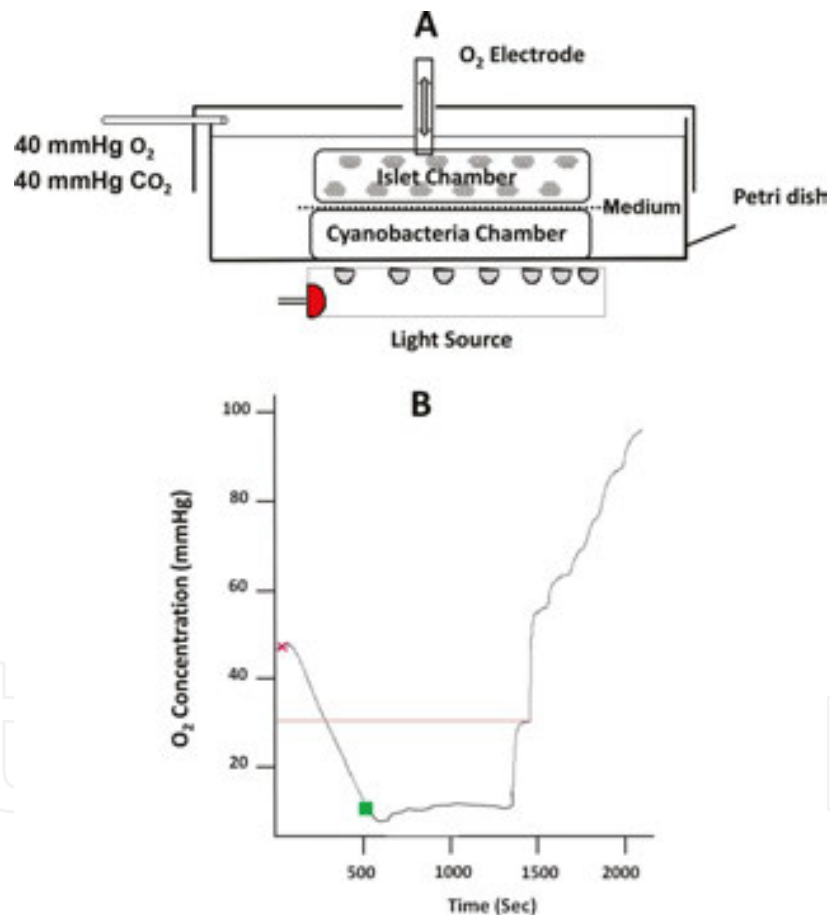 A
O₂ Electrode
40 mmHg O₂
40 mmHg CO₂
Islet Chamber
Medium
Petri dish
Cyanobacteria Chamber
Light Source
B
100
80
60
40
20
O₂ Concentration (mmHg)
500
1000
1500
2000
Time (Sec)